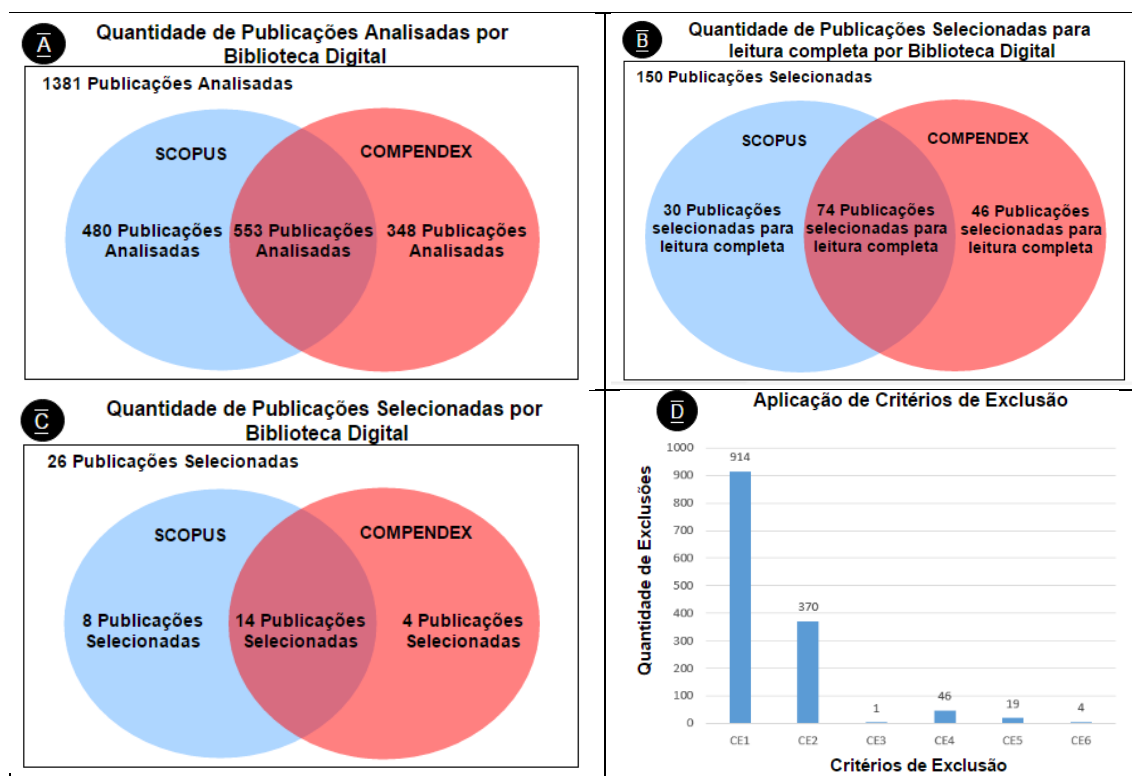 A
Quantidade de Publicações Analisadas por
Biblioteca Digital
1381 Publicações Analisadas
SCOPUS
COMPENDEX
480 Publicações
Analisadas
553 Publicações
Analisadas
348 Publicações
Analisadas
B
Quantidade de Publicações Selecionadas para
leitura completa por Biblioteca Digital
150 Publicações Selecionadas
SCOPUS
COMPENDEX
30 Publicações
selecionadas para
leitura completa
74 Publicações
selecionadas para
leitura completa
46 Publicações
selecionadas para
leitura completa
C
Quantidade de Publicações Selecionadas por
Biblioteca Digital
26 Publicações Selecionadas
SCOPUS
COMPENDEX
8 Publicações
Selecionadas
14 Publicações
Selecionadas
4 Publicações
Selecionadas
D
Aplicação de Critérios de Exclusão
Quantidade de Exclusões
1000
900
800
700
600
500
400
300
200
100
0
914
370
1
46
19
4
CE1
CE2
CE3
CE4
CE5
CE6
Critérios de Exclusão